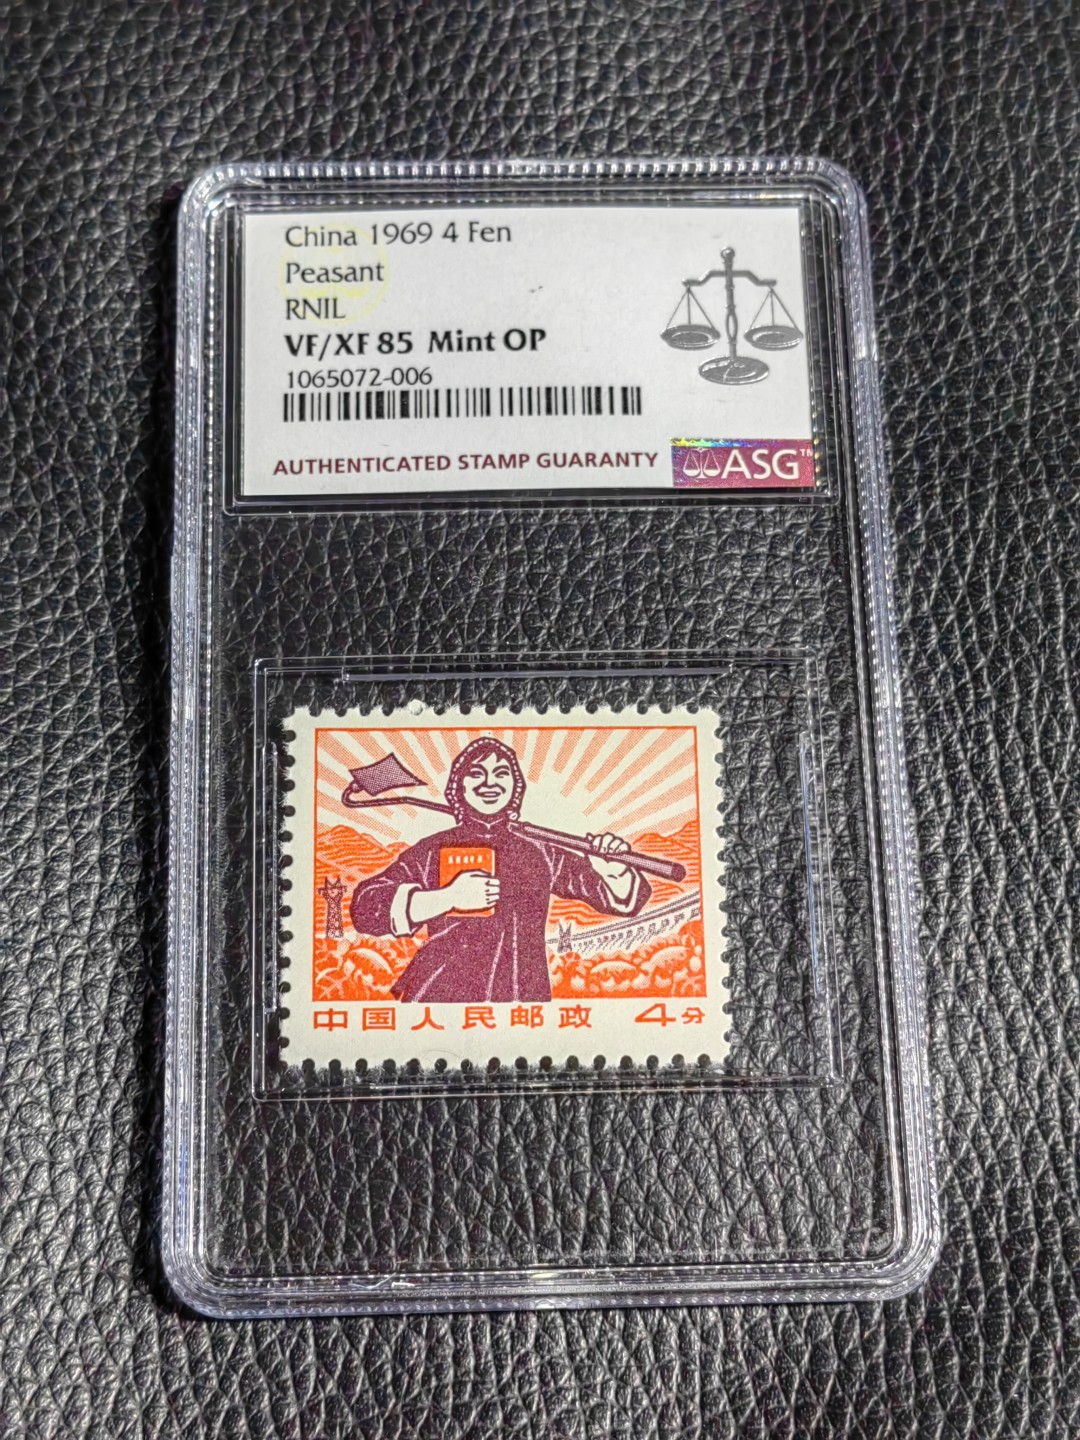 China 1969 4 Fen
Peasant
RNIL
VF/XF 85 Mint OP
1065072-006
AUTHENTICATED STAMP GUARANTY ASG™
中国人民邮政 4分